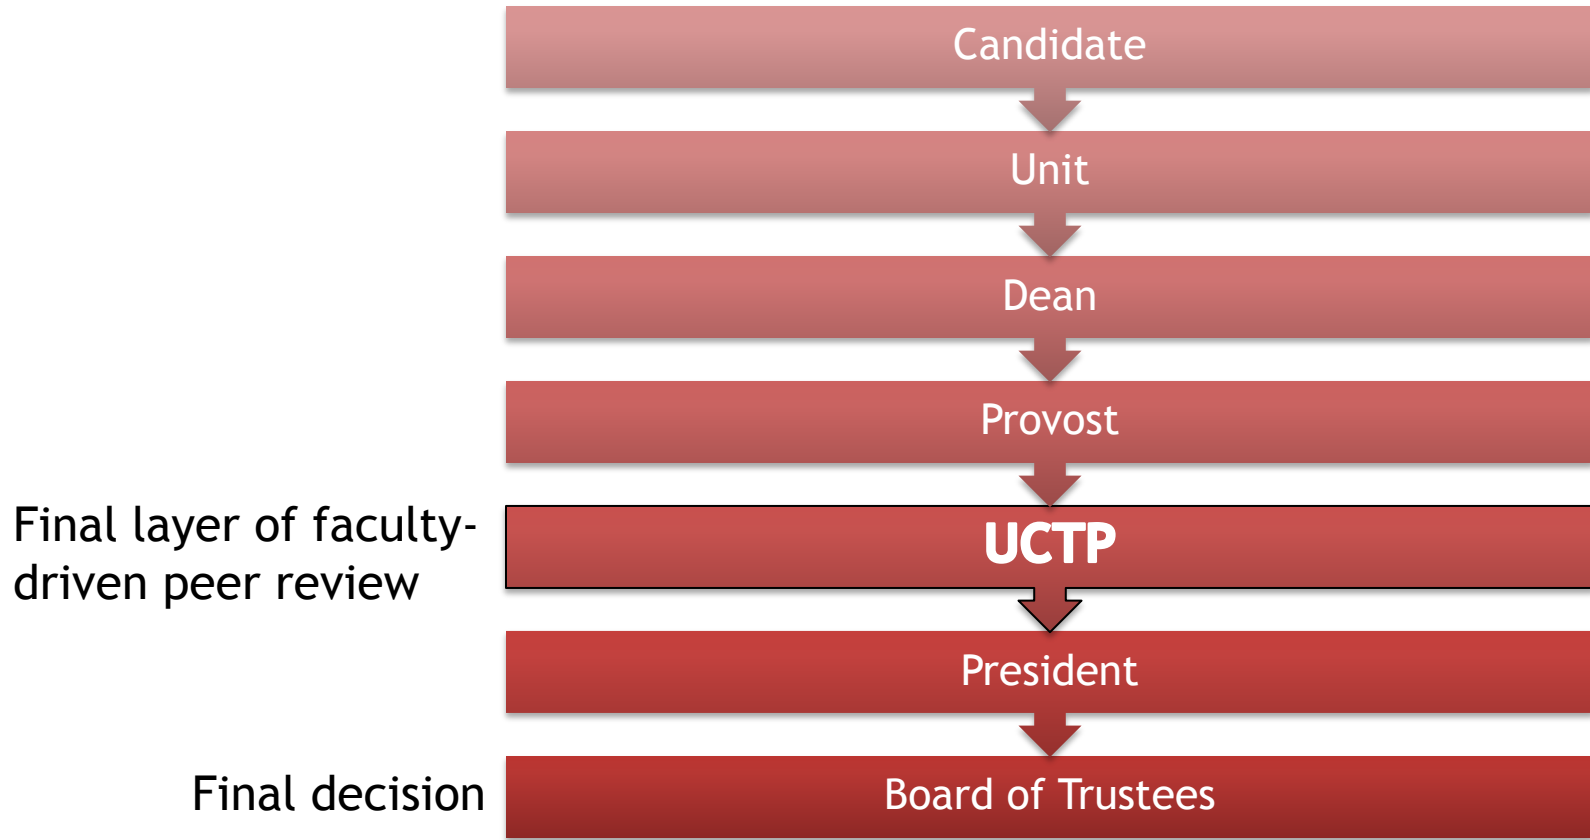 Candidate
Unit
Dean
Provost
Final layer of faculty-
driven peer review
UCTP
President
Final decision
Board of Trustees